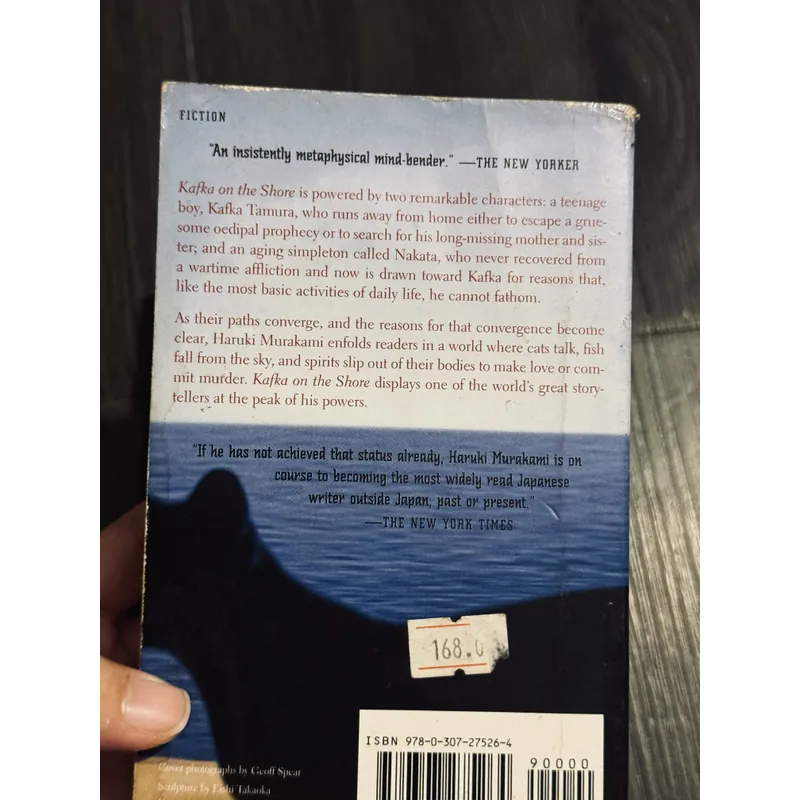 FICTION
"An insistently metaphysical mind-bender." —THE NEW YORKER
Kafka on the Shore is powered by two remarkable characters: a teenage
boy, Kafka Tamura, who runs away from home either to escape a grue-
some oedipal prophecy or to search for his long-missing mother and sis-
ter; and an aging simpleton called Nakata, who never recovered from
a wartime affliction and now is drawn toward Kafka for reasons that,
like the most basic activities of daily life, he cannot fathom.
As their paths converge, and the reasons for that convergence become
clear, Haruki Murakami enfolds readers in a world where cats talk, fish
fall from the sky, and spirits slip out of their bodies to make love or com-
mit murder. Kafka on the Shore displays one of the world's great story-
tellers at the peak of his powers.
"If he has not achieved that status already, Haruki Murakami is on
course to becoming the most widely read Japanese
writer outside Japan, past or present."
—THE NEW YORK TIMES
168.0
ISBN 978-0-307-27526-4
90000
Cover photographs by Geoff Spear
Sculpture by Eishi Takaoka